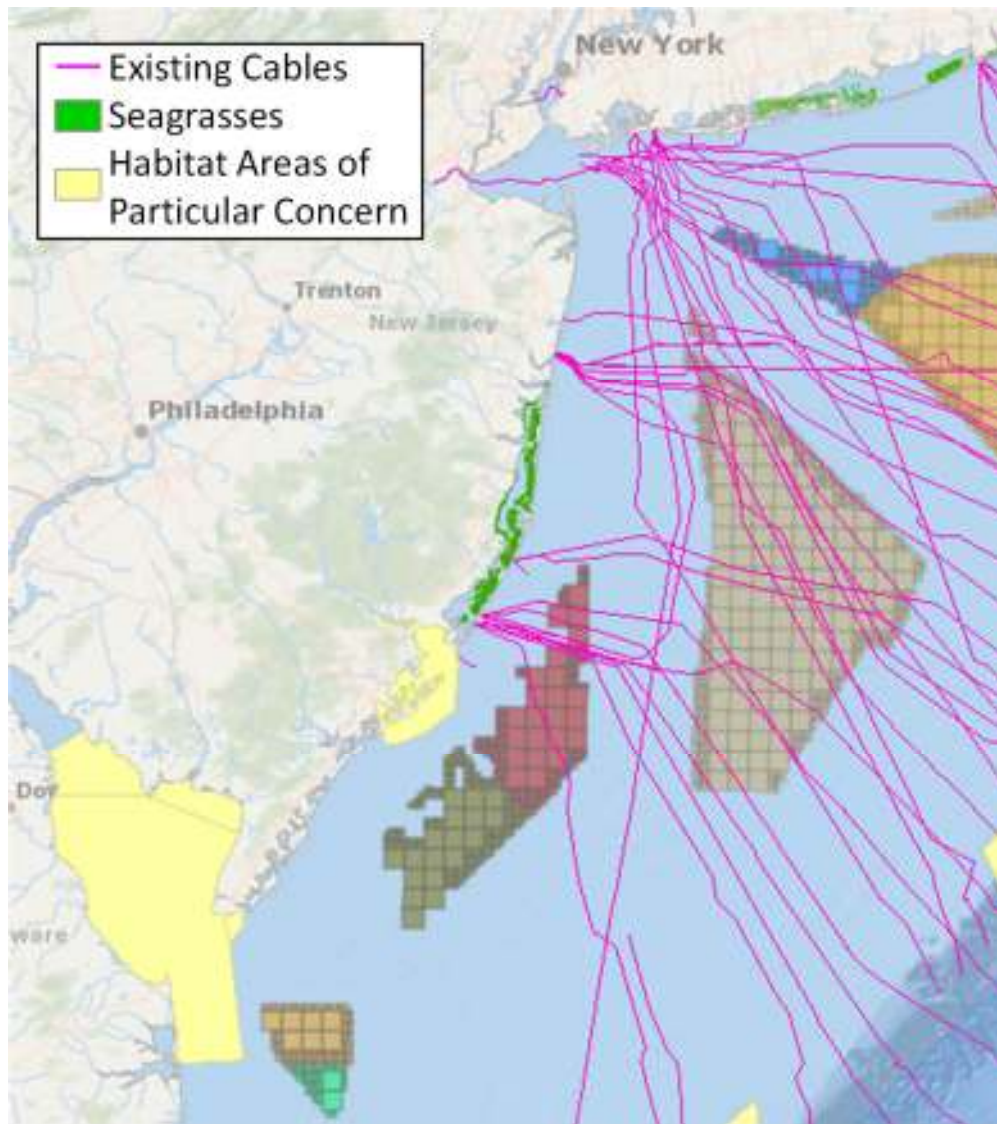 Existing Cables
Seagrasses
Habitat Areas of
Particular Concern
New York
Trenton
New Jersey
Philadelphia
Dov
ware